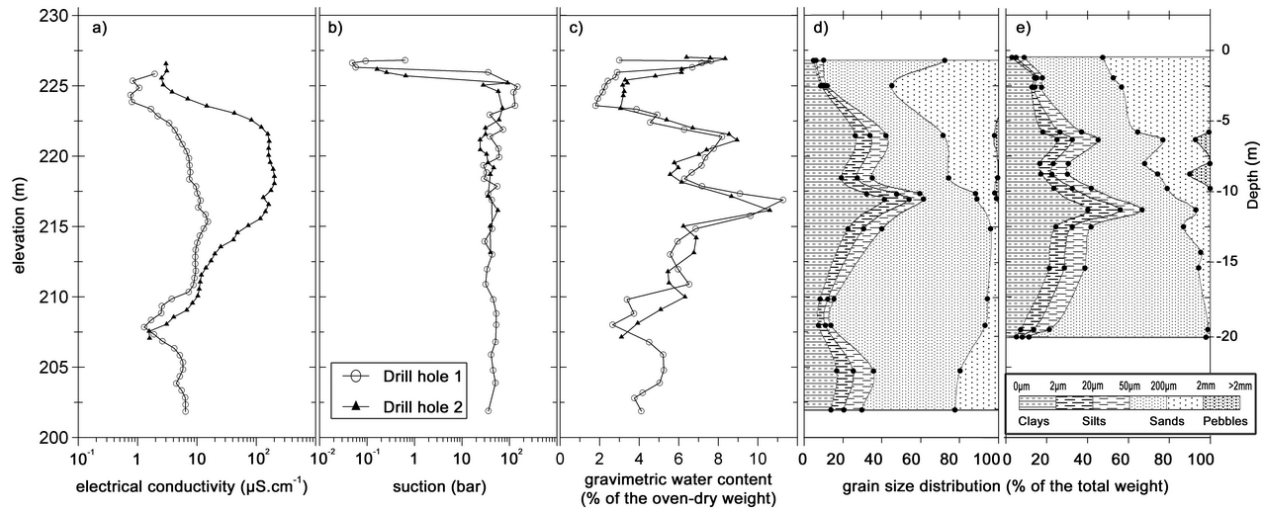 a)
b)
c)
d)
e)
230
225
220
215
210
205
200
elevation (m)
0
-5
-10
-15
-20
Depth (m)
Drill hole 1
Drill hole 2
0µm 2µm 20µm 50µm 200µm 2mm >2mm
Clays Silts Sands Pebbles
10⁻¹ 1 10¹ 10² 10³
10⁻² 10⁻¹ 1 10¹ 10²
0 2 4 6 8 10
0 20 40 60 80 100
20 40 60 80 100
electrical conductivity (µS.cm⁻¹)
suction (bar)
gravimetric water content
(% of the oven-dry weight)
grain size distribution (% of the total weight)